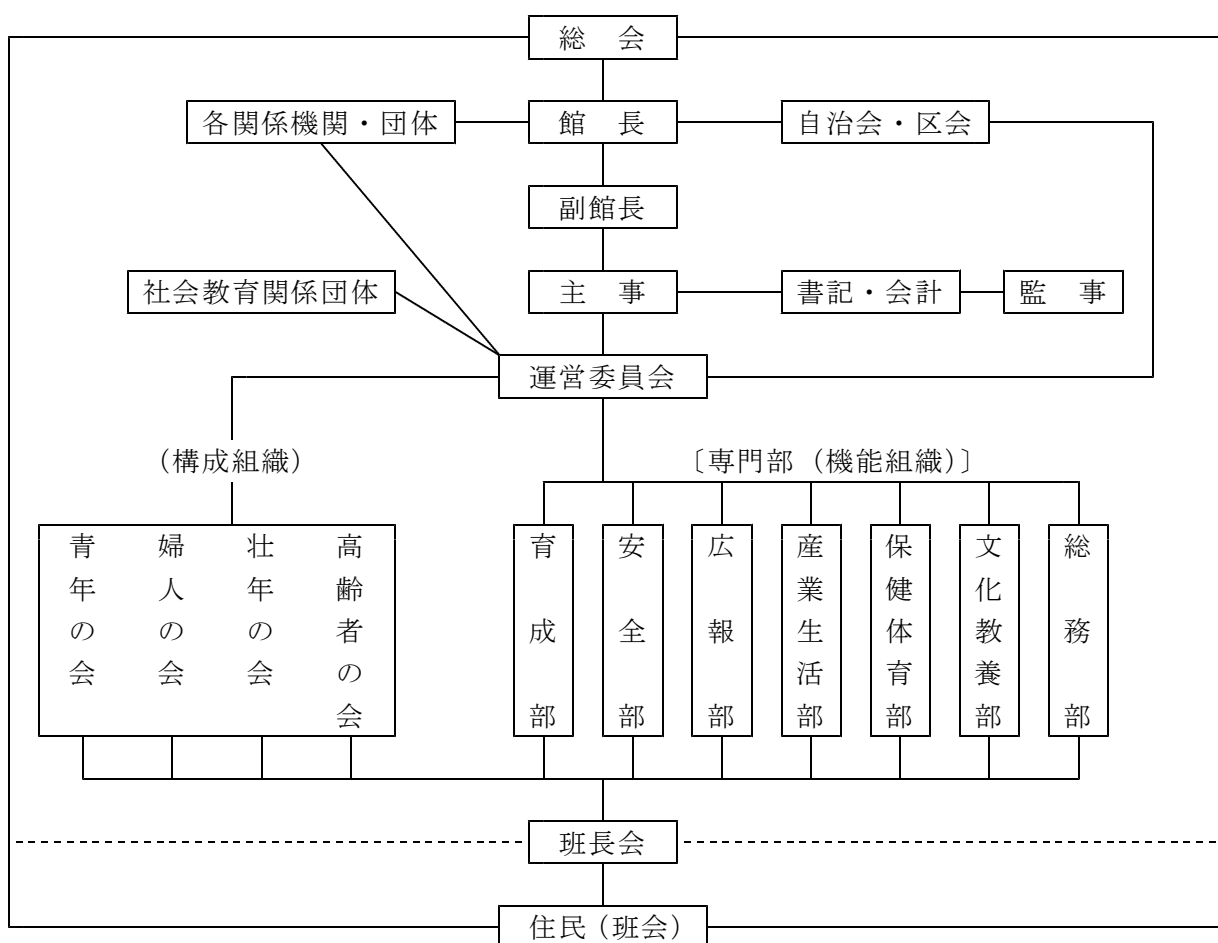 総　会
各関係機関・団体
館　長
自治会・区会
副館長
社会教育関係団体
主　事
書記・会計
監　事
運営委員会
（構成組織）
〔専門部（機能組織）〕
青年の会
婦人の会
壮年の会
高齢者の会
育成部
安全部
広報部
産業生活部
保健体育部
文化教養部
総務部
班長会
住民（班会）